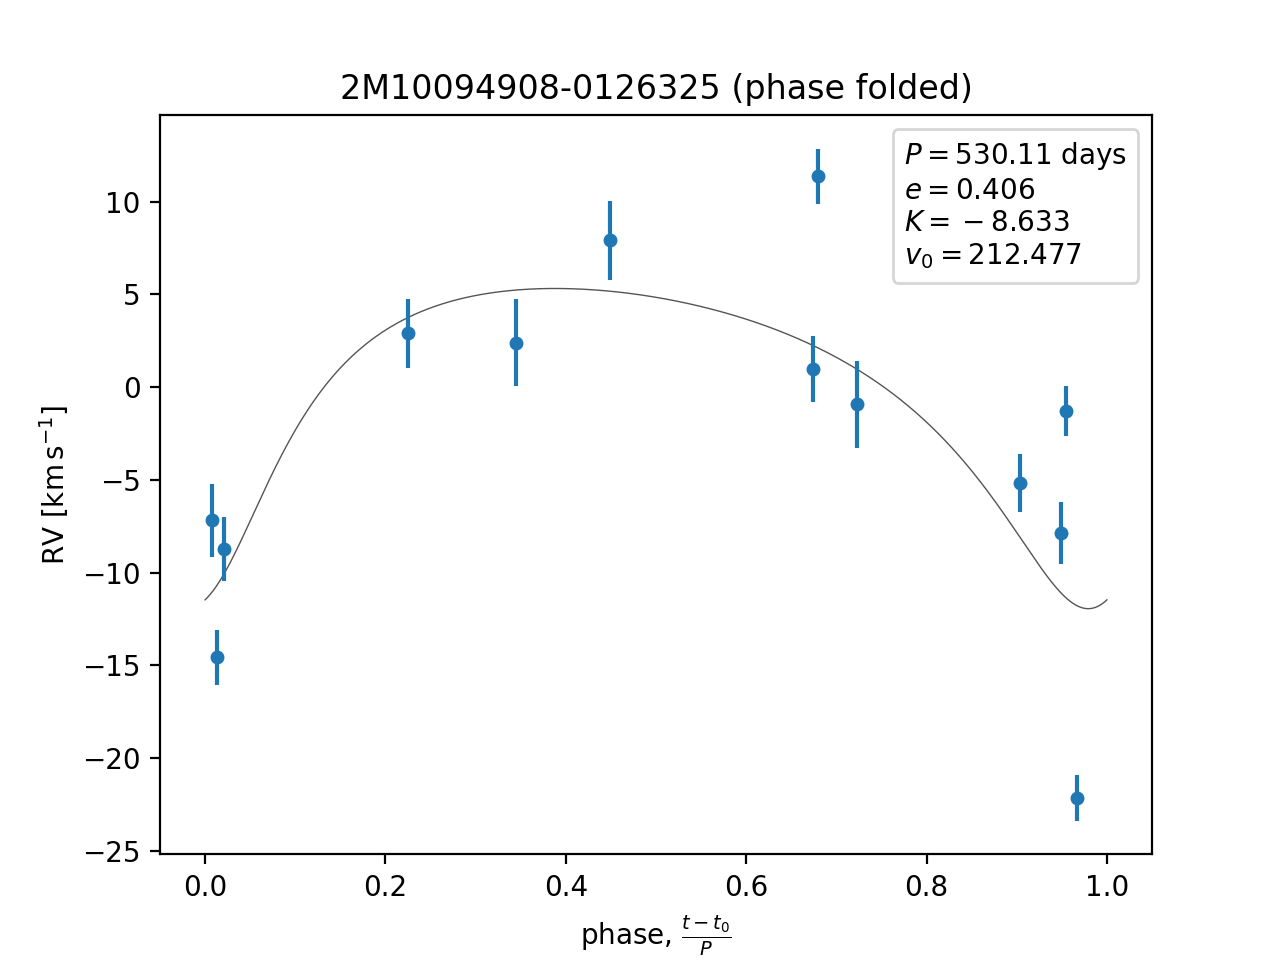 2M10094908-0126325 (phase folded)
P = 530.11 days
e = 0.406
K = −8.633
v₀ = 212.477
RV [km s⁻¹]
10
5
0
−5
−10
−15
−20
−25
0.0 0.2 0.4 0.6 0.8 1.0
phase, (t − t₀)/P